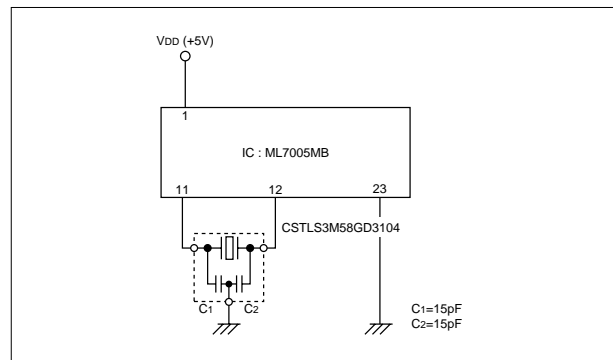 VDD (+5V)
1
IC : ML7005MB
11 12 23
CSTLS3M58GD3104
C1 C2
C1=15pF
C2=15pF